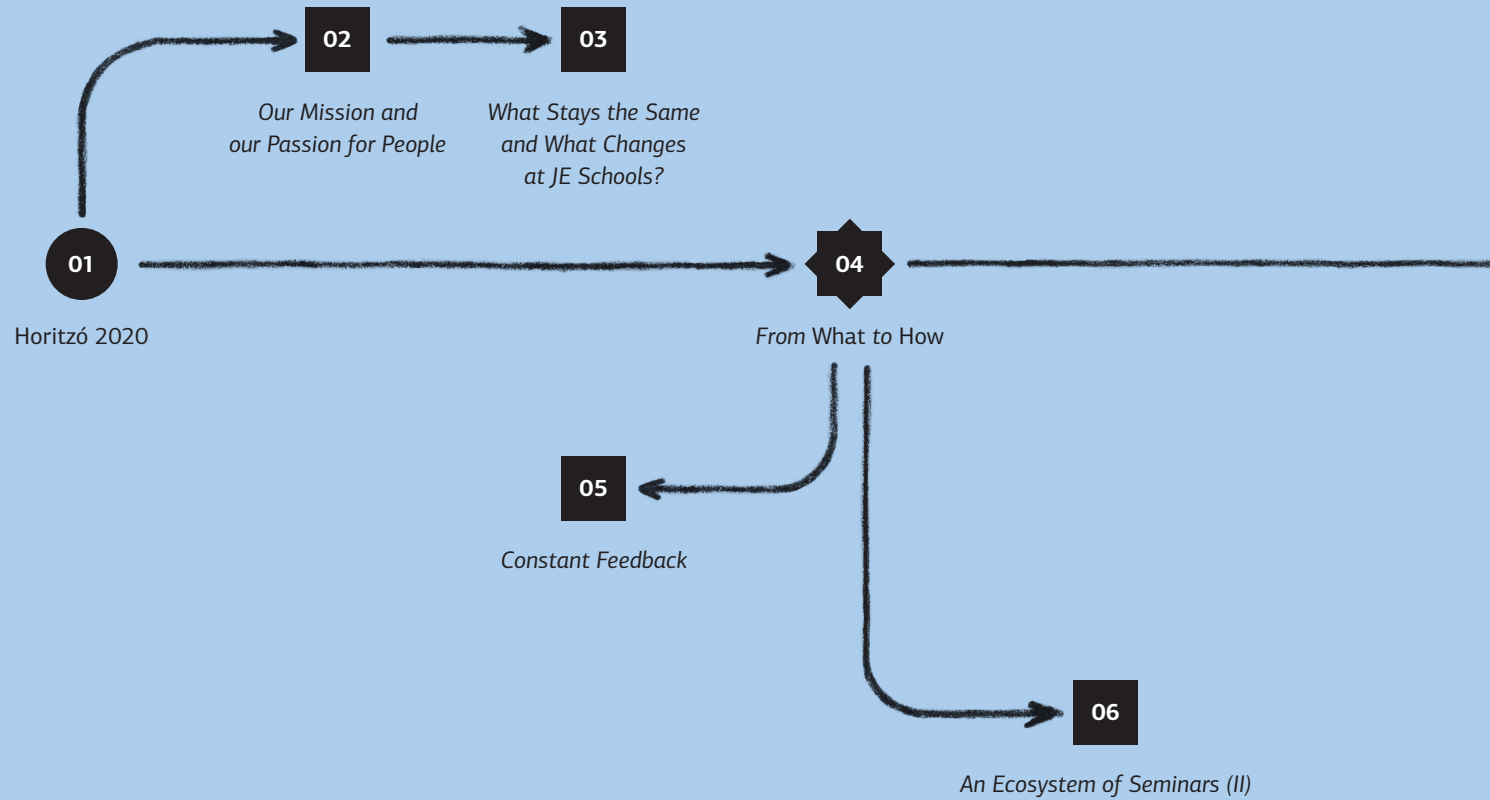 02
03
Our Mission and
our Passion for People
What Stays the Same
and What Changes
at JE Schools?
01
04
Horitzó 2020
From What to How
05
Constant Feedback
06
An Ecosystem of Seminars (II)